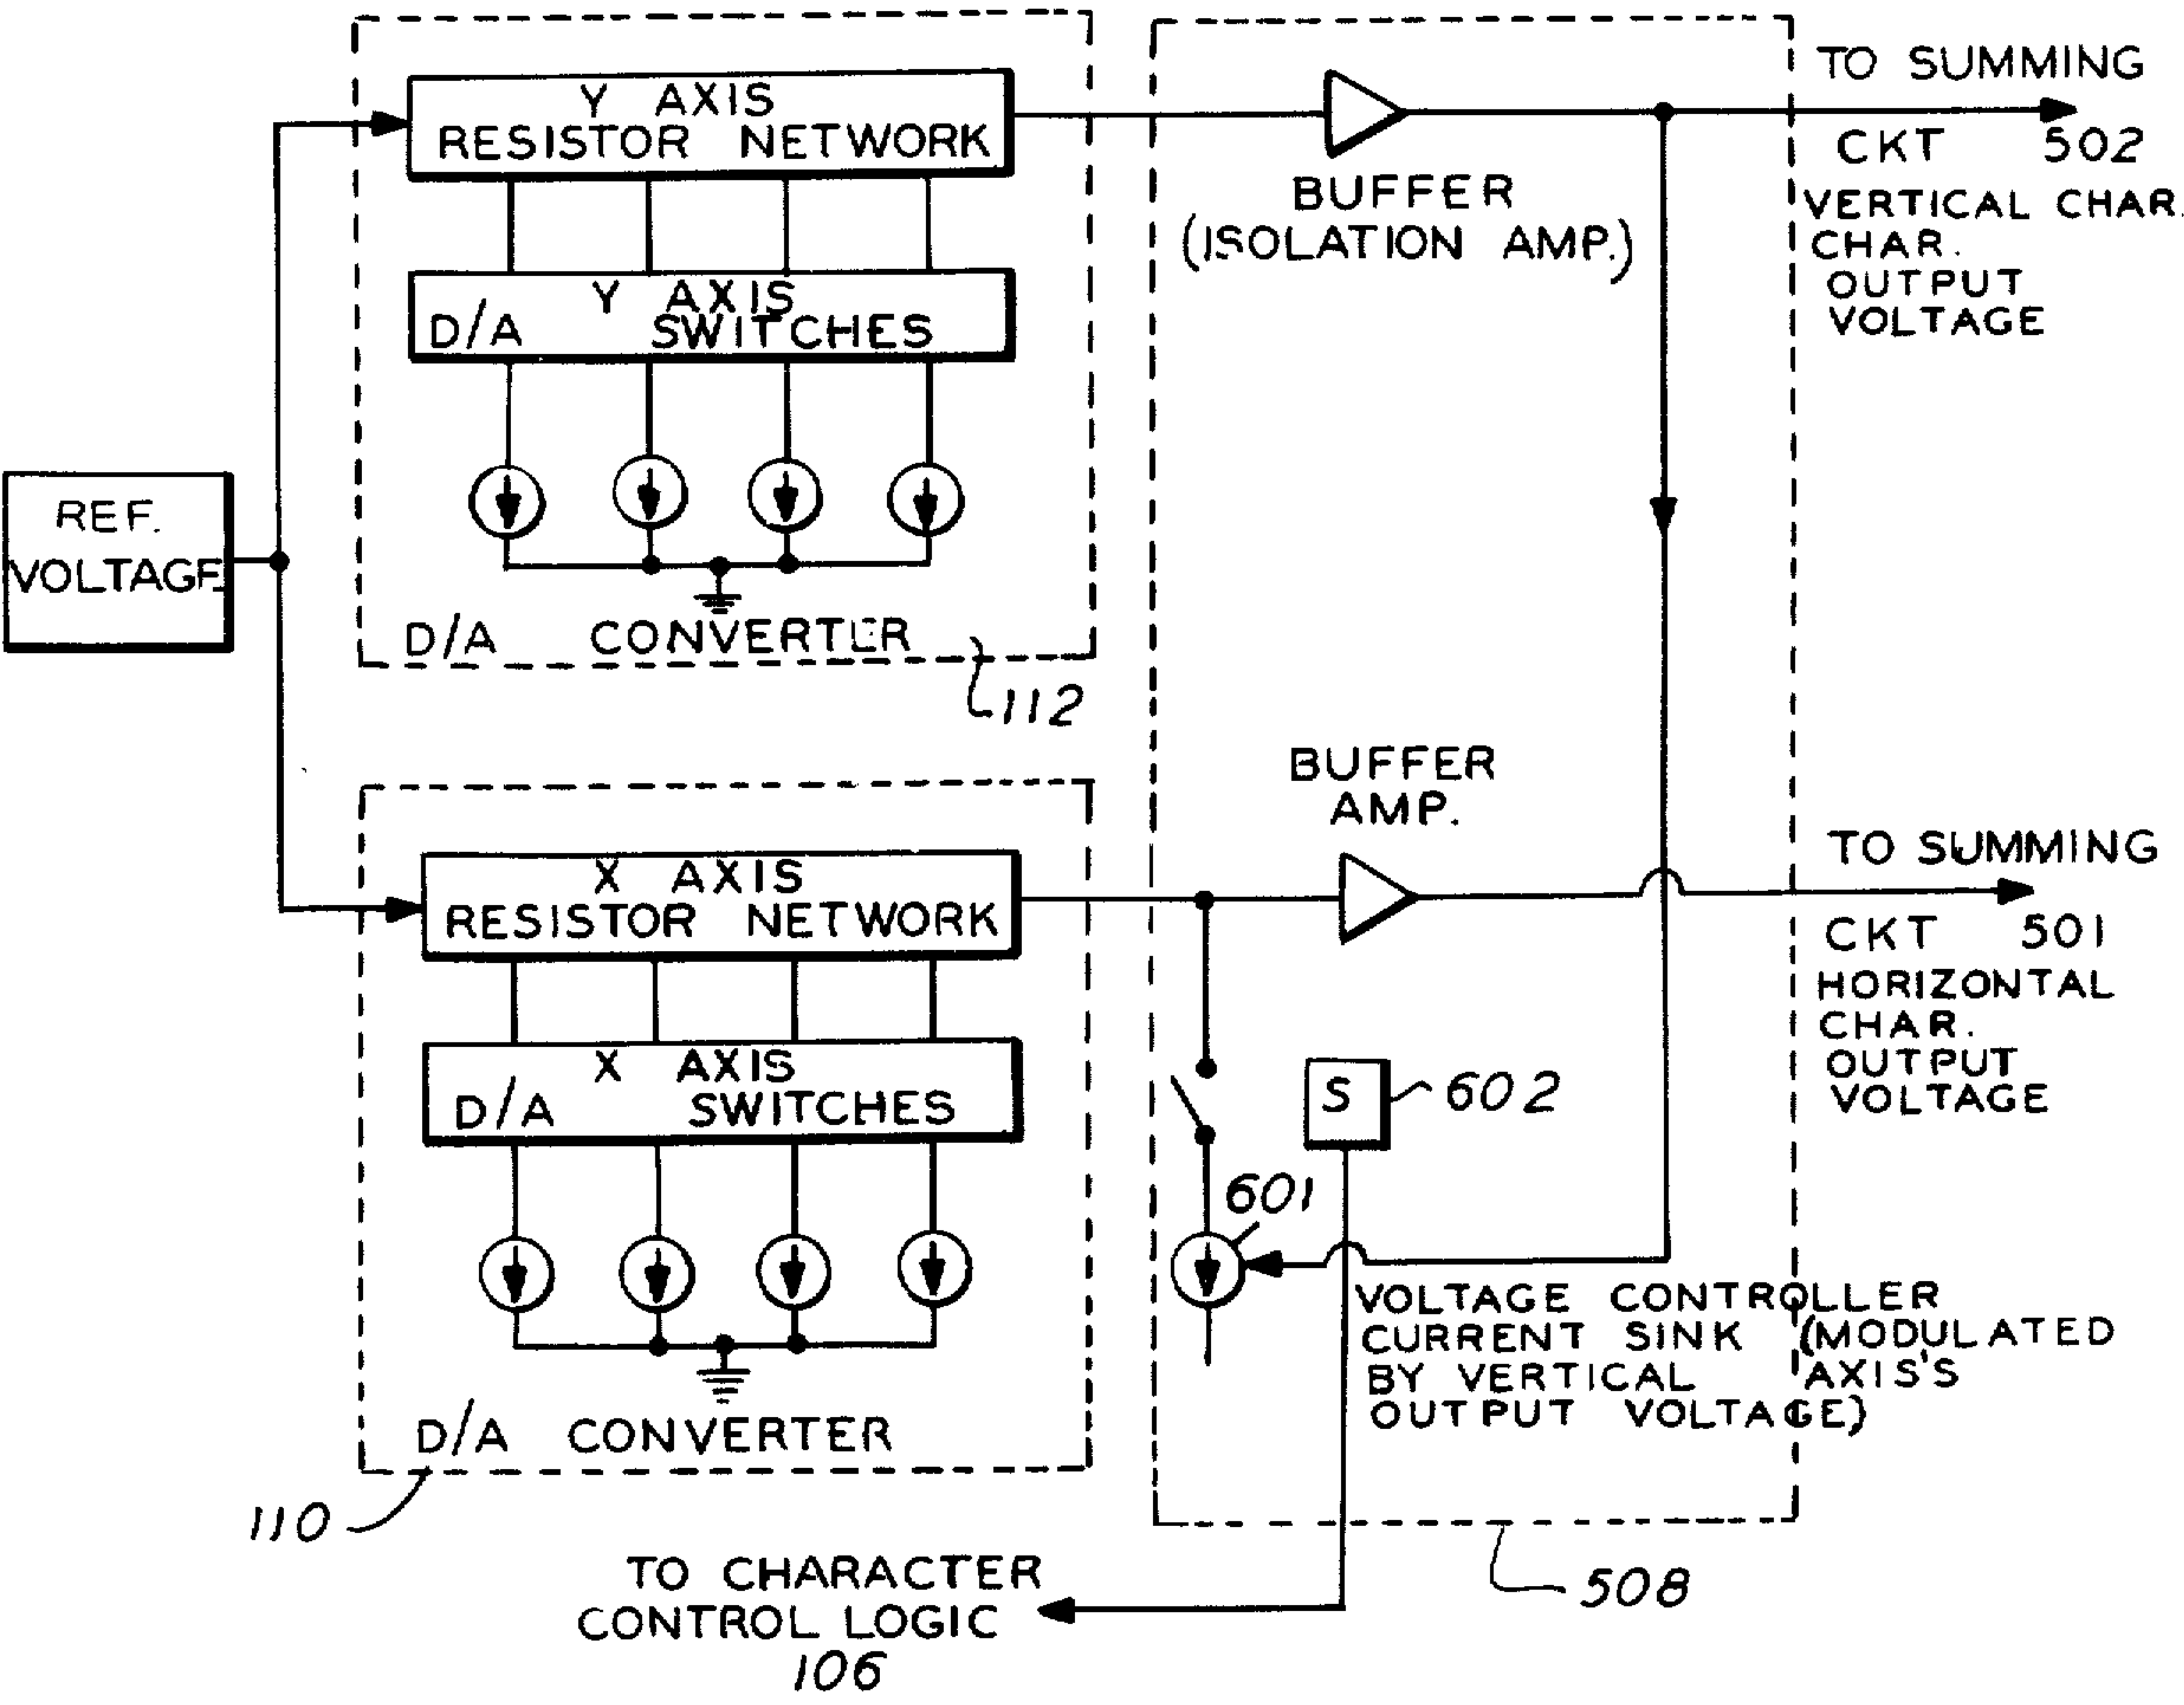 Y AXIS
RESISTOR NETWORK
Y AXIS
D/A SWITCHES
D/A CONVERTER
112
REF.
VOLTAGE
BUFFER
(ISOLATION AMP.)
TO SUMMING
CKT 502
VERTICAL CHAR.
CHAR.
OUTPUT
VOLTAGE
X AXIS
RESISTOR NETWORK
X AXIS
D/A SWITCHES
D/A CONVERTER
110
BUFFER
AMP.
TO SUMMING
CKT 501
HORIZONTAL
CHAR.
OUTPUT
VOLTAGE
S
602
601
VOLTAGE CONTROLLER
CURRENT SINK (MODULATED
BY VERTICAL AXIS'S
OUTPUT VOLTAGE)
508
TO CHARACTER
CONTROL LOGIC
106